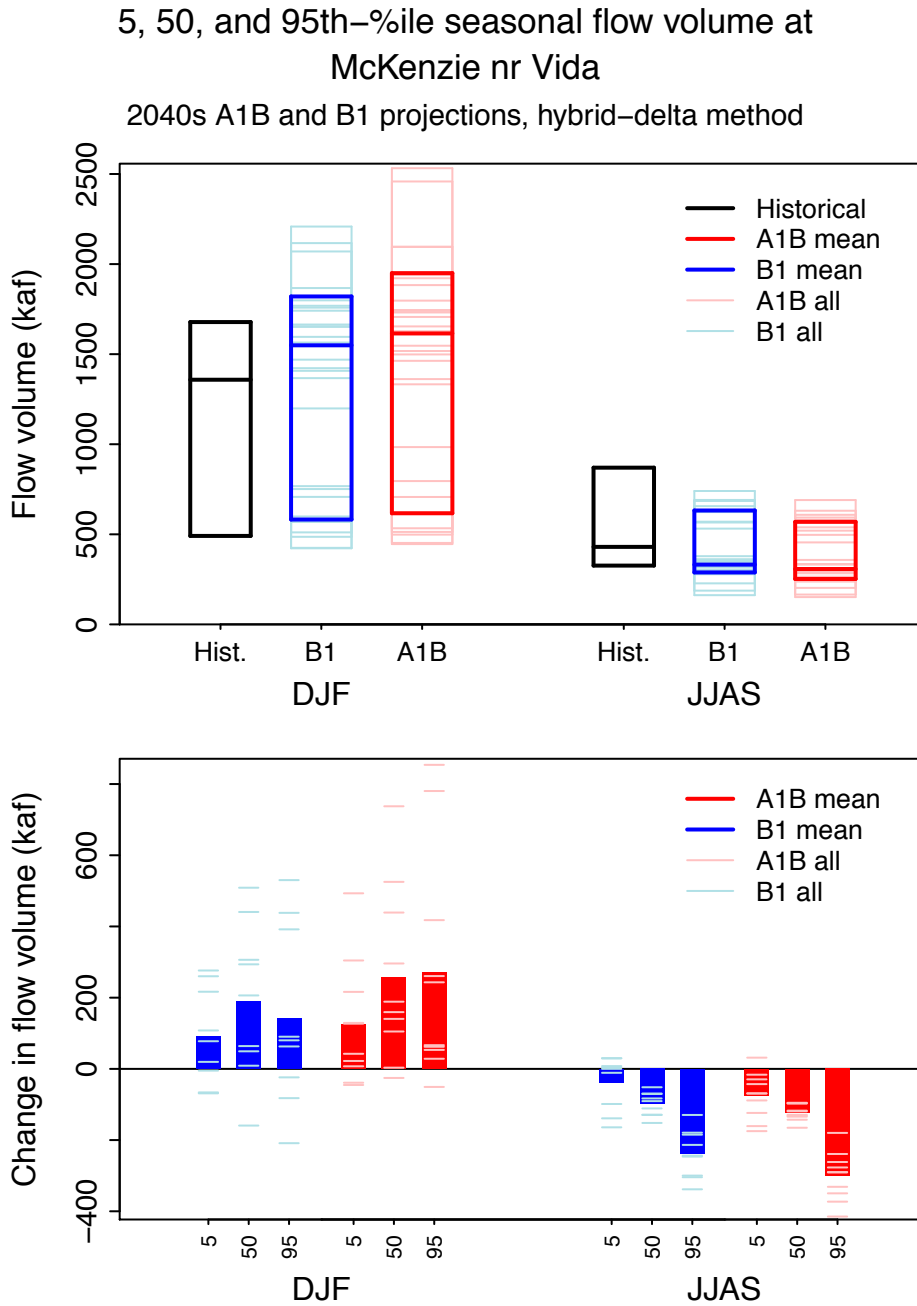 5, 50, and 95th−%ile seasonal flow volume at
McKenzie nr Vida
2040s A1B and B1 projections, hybrid−delta method
Flow volume (kaf)
2500
2000
1500
1000
500
0
Historical
A1B mean
B1 mean
A1B all
B1 all
Hist. B1 A1B Hist. B1 A1B
DJF JJAS
Change in flow volume (kaf)
600
200
0
−400
A1B mean
B1 mean
A1B all
B1 all
5 50 95 5 50 95 5 50 95 5 50 95
DJF JJAS